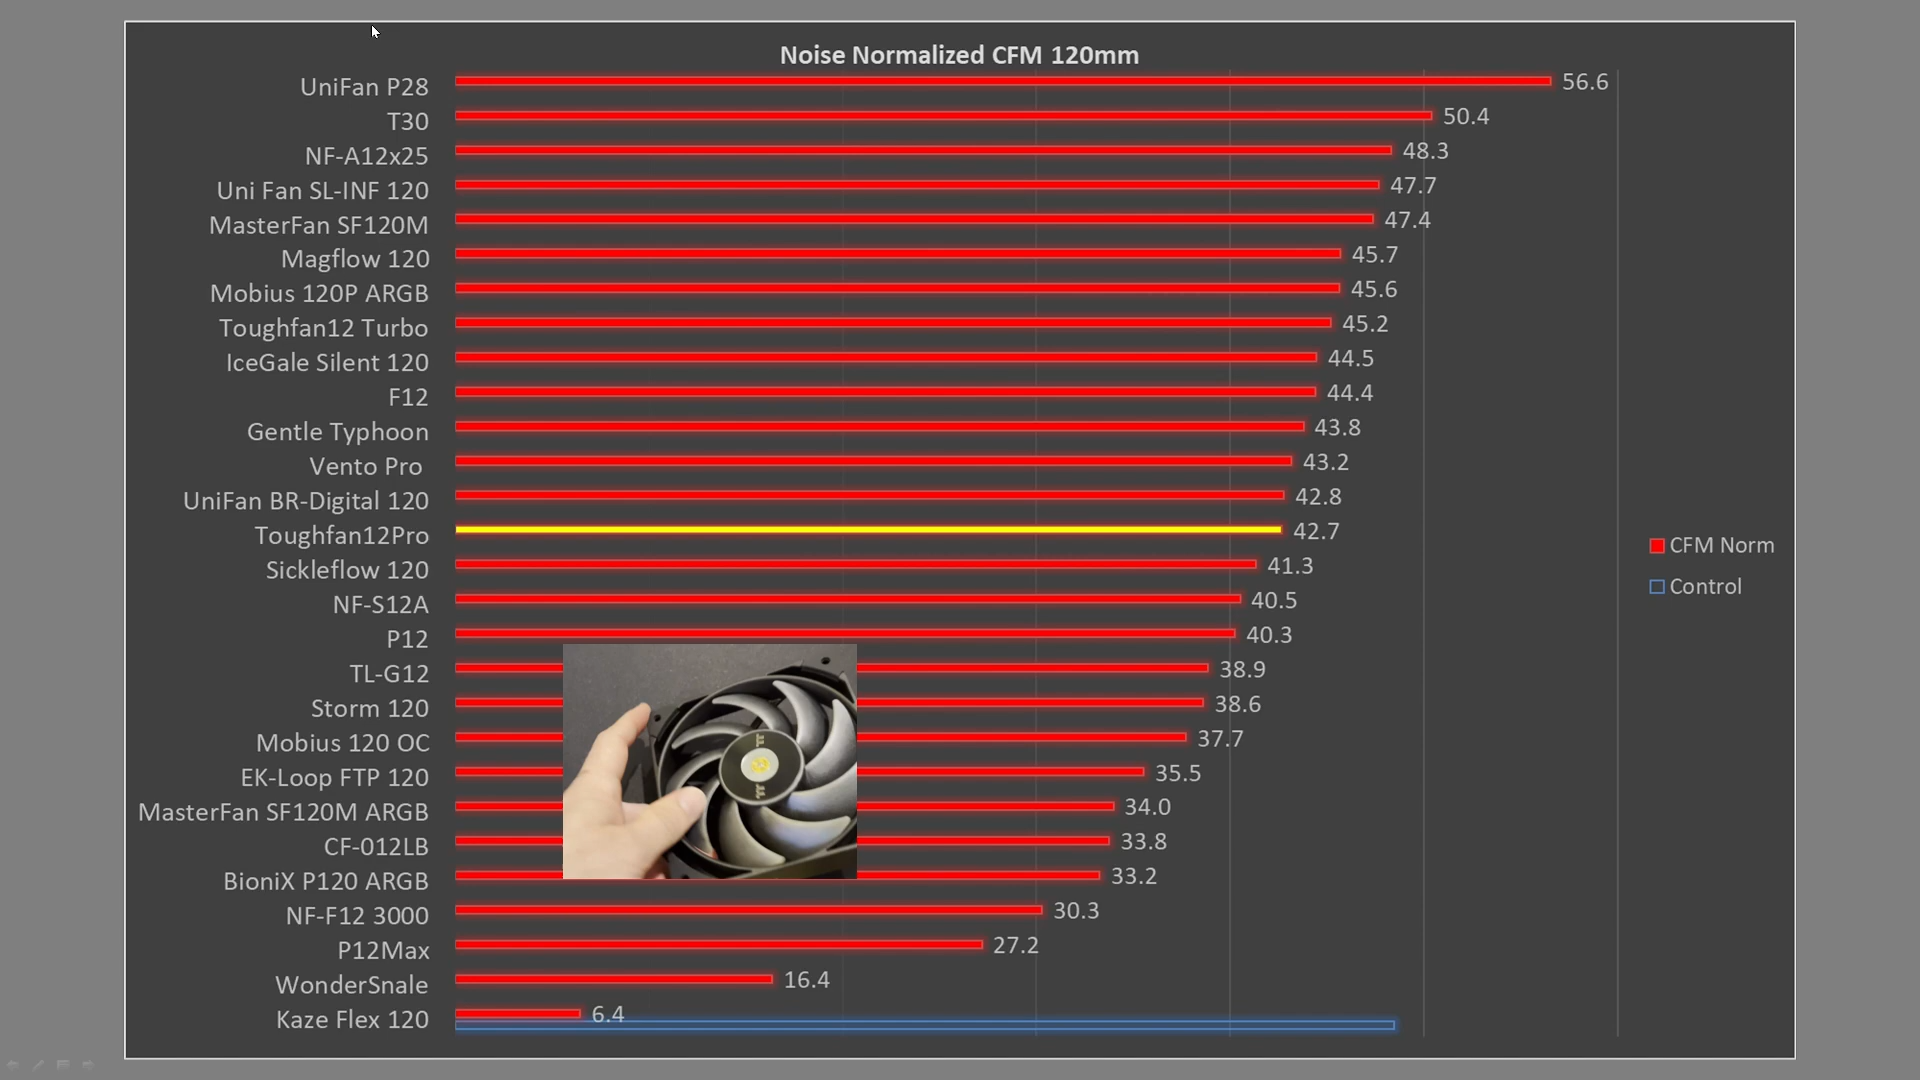 Noise Normalized CFM 120mm
UniFan P28 56.6
T30 50.4
NF-A12x25 48.3
Uni Fan SL-INF 120 47.7
MasterFan SF120M 47.4
Magflow 120 45.7
Mobius 120P ARGB 45.6
Toughfan12 Turbo 45.2
IceGale Silent 120 44.5
F12 44.4
Gentle Typhoon 43.8
Vento Pro 43.2
UniFan BR-Digital 120 42.8
Toughfan12Pro 42.7
Sickleflow 120 41.3
NF-S12A 40.5
P12 40.3
TL-G12 38.9
Storm 120 38.6
Mobius 120 OC 37.7
EK-Loop FTP 120 35.5
MasterFan SF120M ARGB 34.0
CF-012LB 33.8
BioniX P120 ARGB 33.2
NF-F12 3000 30.3
P12Max 27.2
WonderSnale 16.4
Kaze Flex 120 6.4
CFM Norm
Control